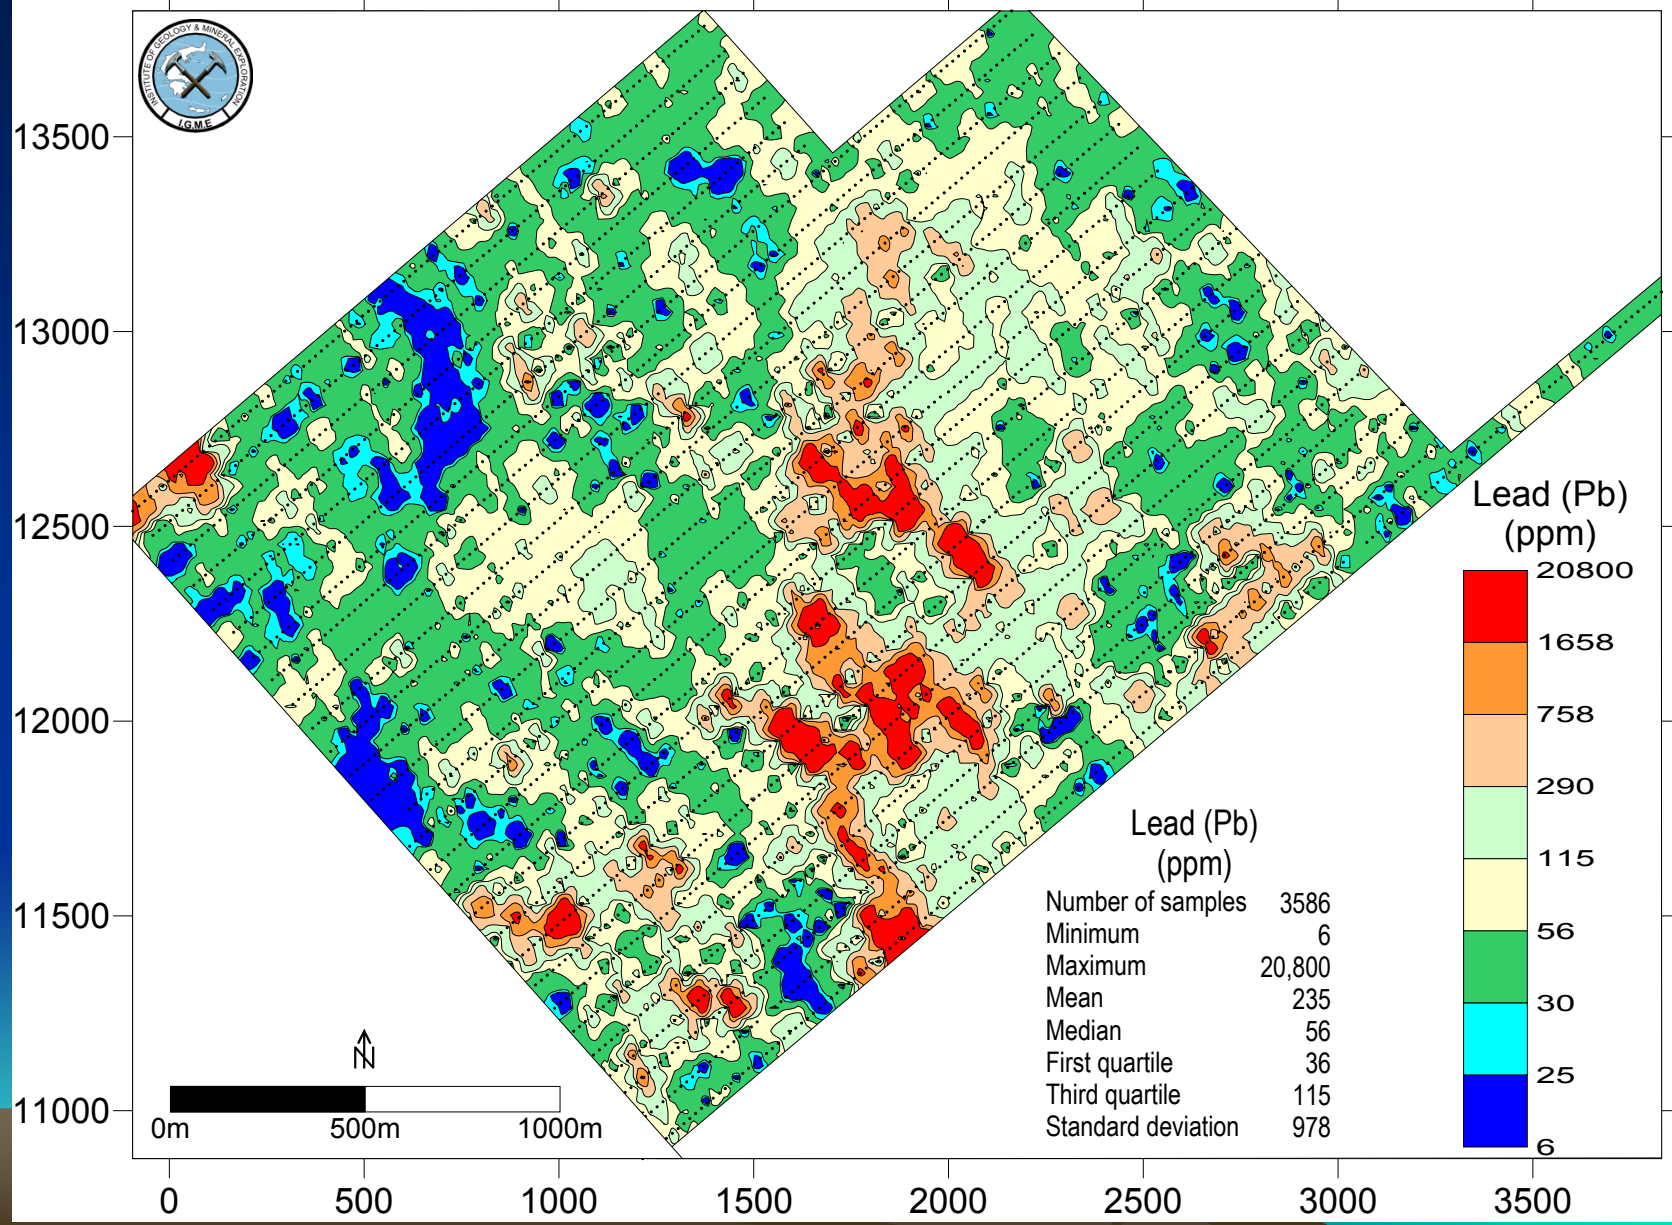 INSTITUTE OF GEOLOGY & MINERAL EXPLORATION
I.G.M.E
13500
13000
12500
12000
11500
11000
0
500
1000
1500
2000
2500
3000
3500
N
0m
500m
1000m
Lead (Pb)
(ppm)
Number of samples 3586
Minimum 6
Maximum 20,800
Mean 235
Median 56
First quartile 36
Third quartile 115
Standard deviation 978
Lead (Pb)
(ppm)
20800
1658
758
290
115
56
30
25
6